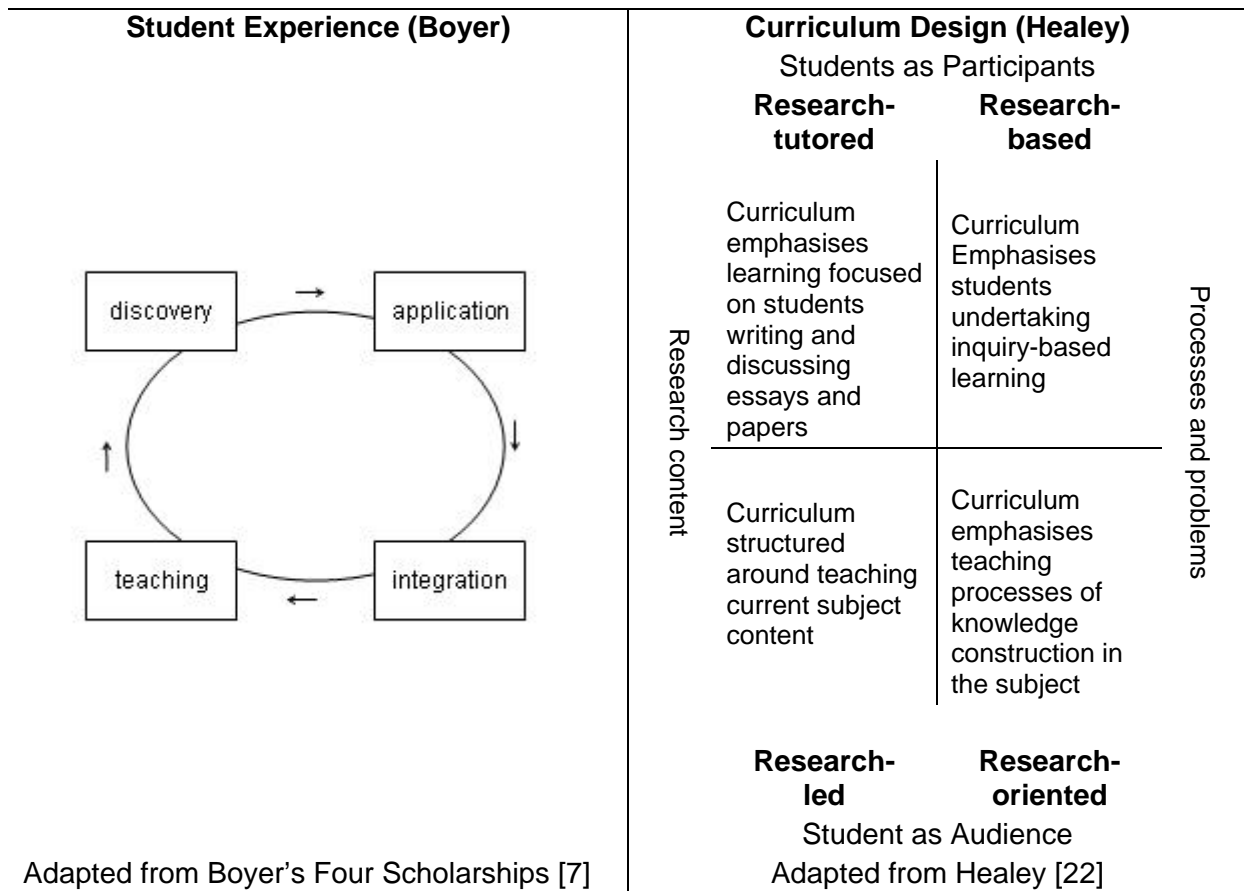 Student Experience (Boyer)
discovery
application
teaching
integration
Adapted from Boyer's Four Scholarships [7]
Curriculum Design (Healey)
Students as Participants
Research-
tutored
Research-
based
Research content
Curriculum
emphasises
learning focused
on students
writing and
discussing
essays and
papers
Curriculum
Emphasises
students
undertaking
inquiry-based
learning
Processes and problems
Curriculum
structured
around teaching
current subject
content
Curriculum
emphasises
teaching
processes of
knowledge
construction in
the subject
Research-
led
Research-
oriented
Student as Audience
Adapted from Healey [22]